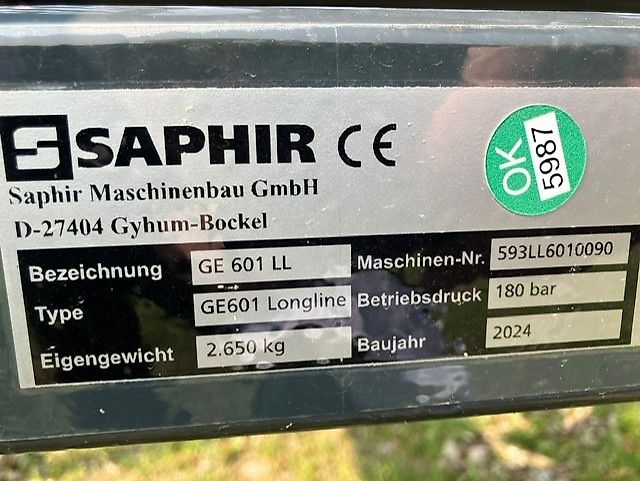 SAPHIR CE
Saphir Maschinenbau GmbH
D-27404 Gyhum-Bockel
OK
5987
Bezeichnung GE 601 LL Maschinen-Nr. 593LL6010090
Type GE601 Longline Betriebsdruck 180 bar
Eigengewicht 2.650 kg Baujahr 2024